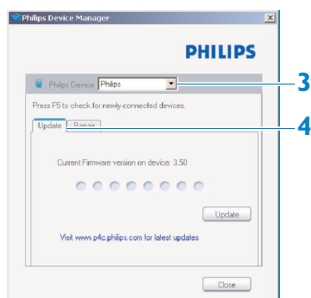 Philips Device Manager
PHILIPS
Philips Device Philips
3
Press F5 to check for newly connected devices.
Update Repair
4
Current Firmware version on device: 3.50
Update
Visit www.p4c.philips.com for latest updates
Close